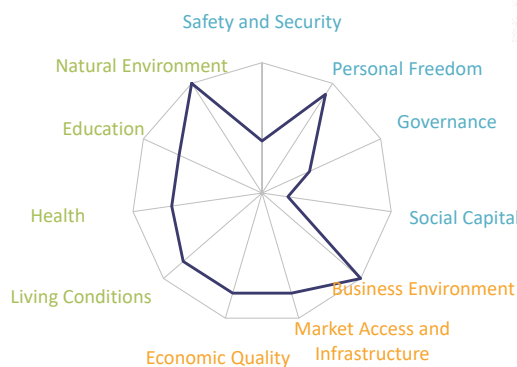 Safety and Security
Natural Environment
Personal Freedom
Education
Governance
Health
Social Capital
Living Conditions
Business Environment
Market Access and
Infrastructure
Economic Quality